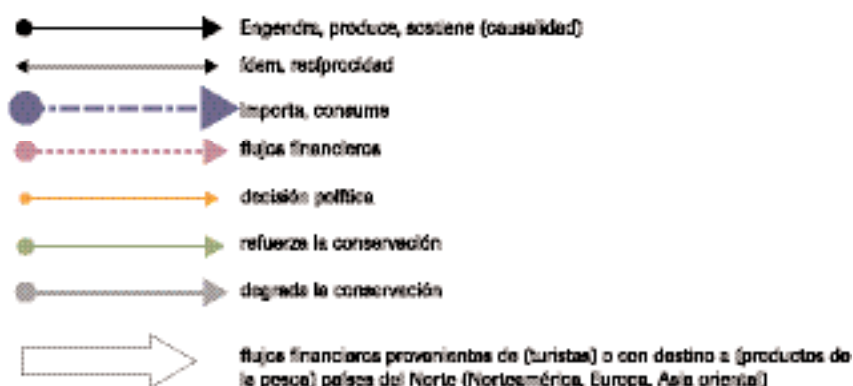 Engendra, produce, sostiene (causalidad)
ídem, reciprocidad
importa, consume
flujos financieros
decisión política
refuerza la conservación
degrada la conservación
flujos financieros provenientes de (turistas) o con destino a (productos de
la pesca) países del Norte (Norteamérica, Europa, Asia oriental)